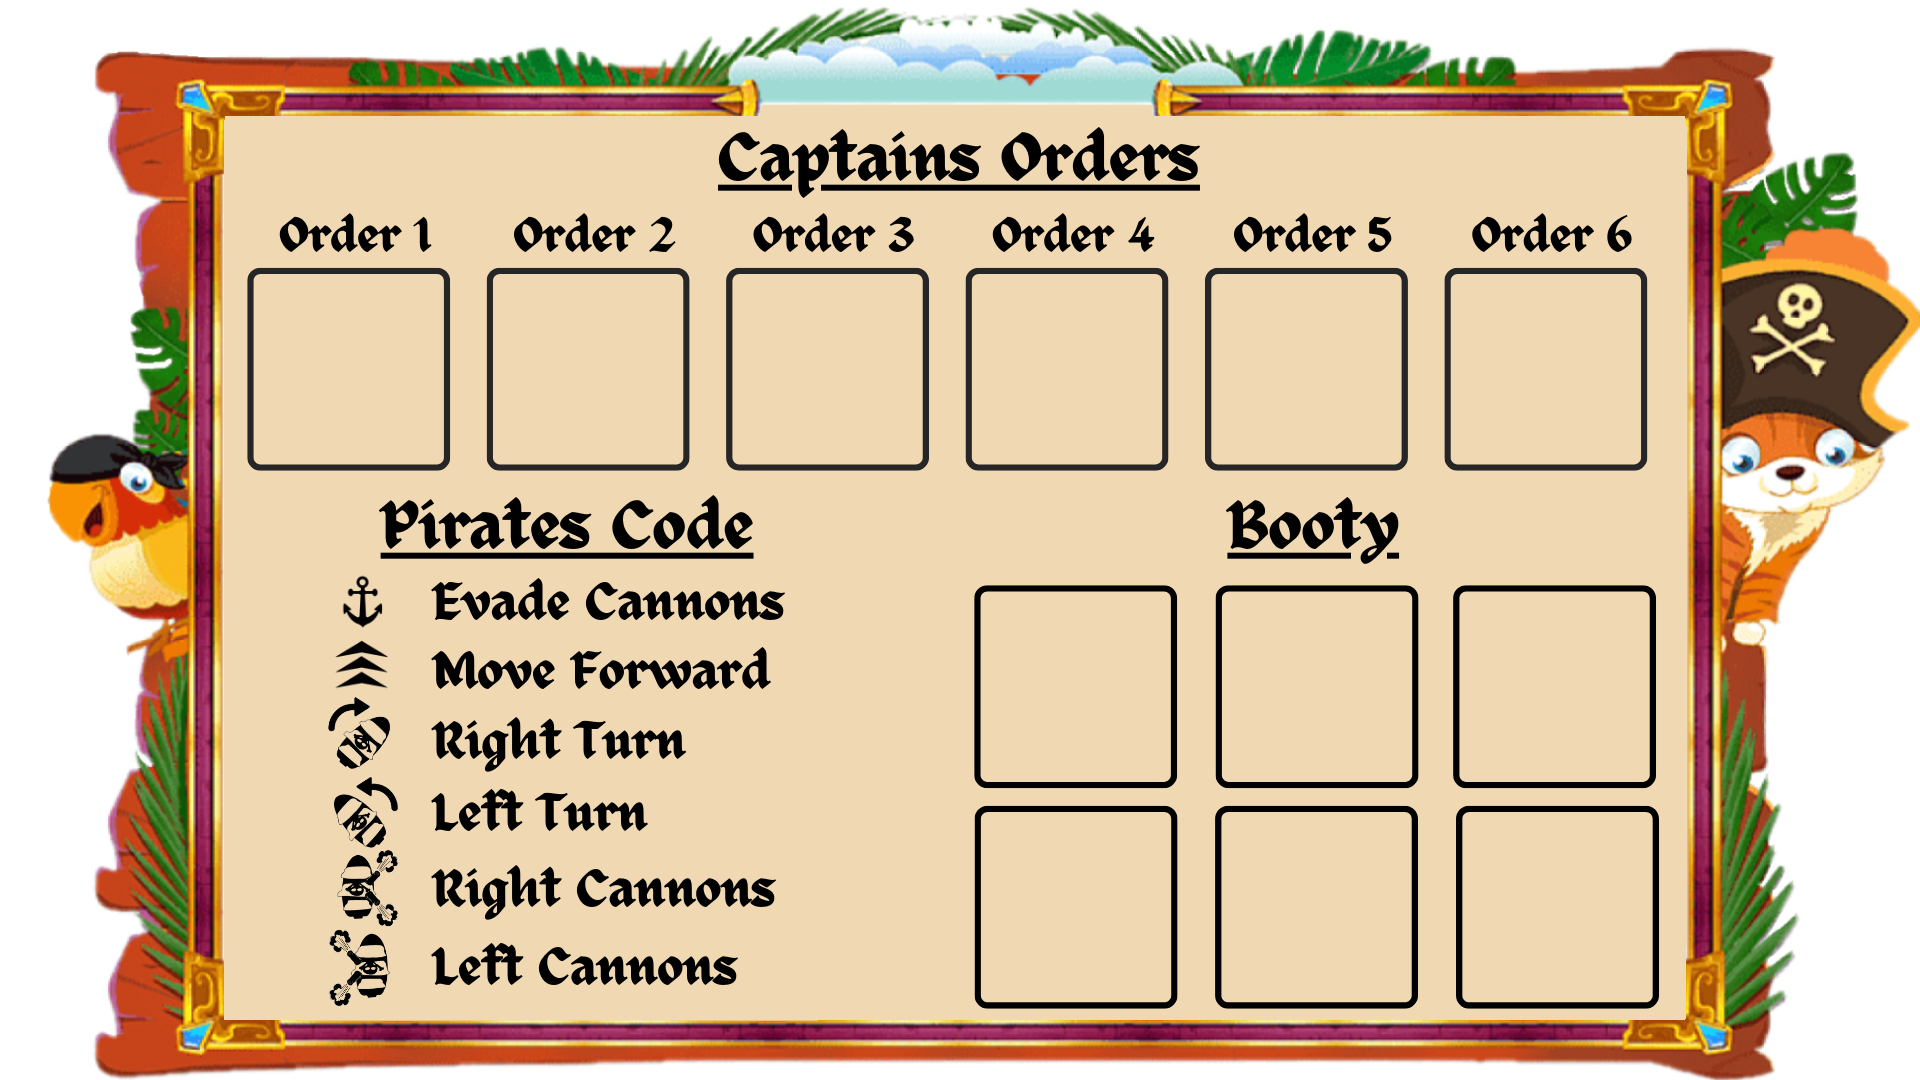 Captains Orders
Order 1 Order 2 Order 3 Order 4 Order 5 Order 6
Pirates Code
Booty
Evade Cannons
Move Forward
Right Turn
Left Turn
Right Cannons
Left Cannons